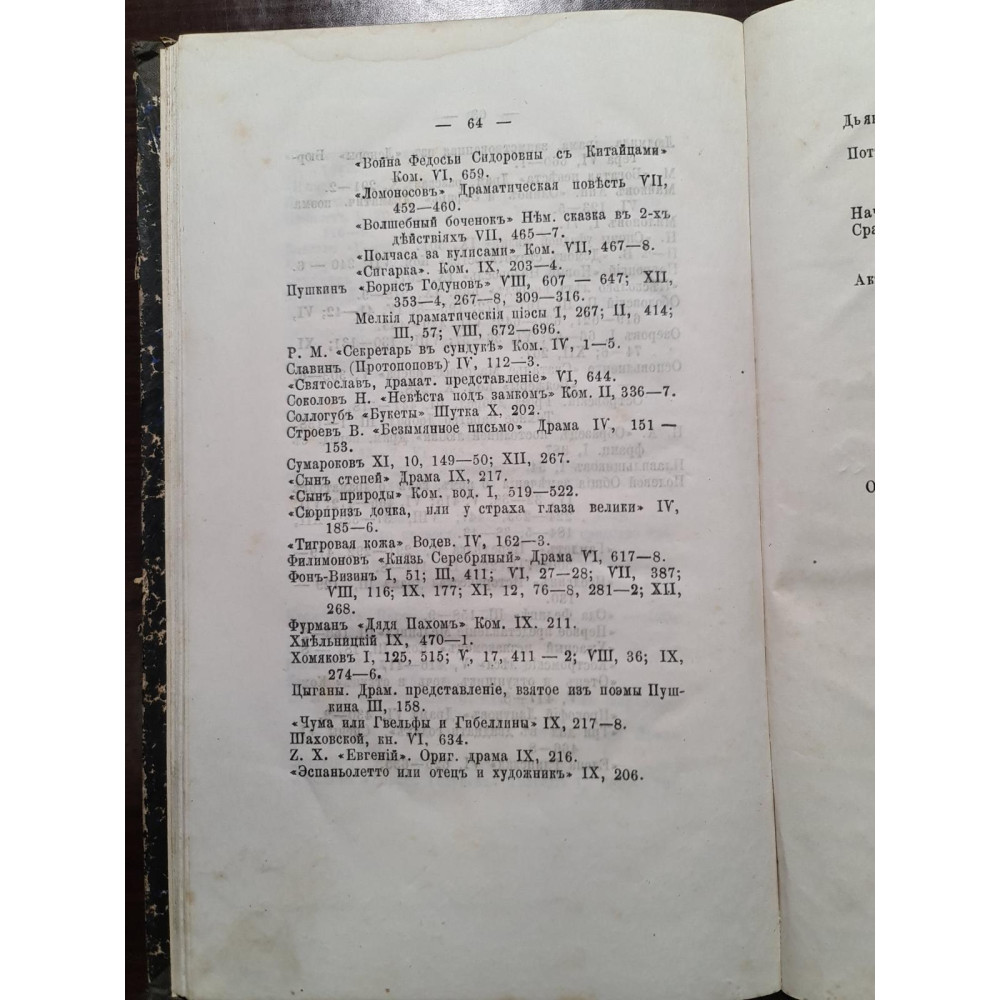 — 64 —
«Война Федосьи Сидоровны съ Китайцами»
Ком. VI, 659.
«Ломоносовъ» Драматическая повѣсть VII,
452—460.
«Волшебный боченокъ» Нѣм. сказка въ 2-хъ
дѣйствіяхъ VII, 465—7.
«Полчаса за кулисами» Ком. VII, 467—8.
«Сигарка». Ком. IX, 203—4.
Пушкинъ «Борисъ Годуновъ» VIII, 607 — 647; XII,
353—4, 267—8, 309—316.
Мелкія драматическія піэсы I, 267; II, 414;
III, 57; VIII, 672—696.
Р. М. «Секретарь въ сундукѣ» Ком. IV, 1—5.
Славин (Протопоповъ) IV, 112—3.
«Святославъ, драмат. представленіе» VI, 644.
Соколов Н. «Невѣста подъ замкомъ» Ком. II, 336—7.
Соллогубъ «Букеты» Шутка X, 202.
Строев В. «Безымянное письмо» Драма IV, 151 —
153.
Сумароков XI, 10, 149—50; XII, 267.
«Сынъ степей» Драма IX, 217.
«Сынъ природы» Ком. вод. I, 519—522.
«Сюрпризъ дочка, или у страха глаза велики» IV,
185—6.
«Тигровая кожа» Водев. IV, 162—3.
Филимоновъ «Князь Серебряный» Драма VI, 617—8.
Фонъ-Визинъ I, 51; III, 411; VI, 27—28; VII, 387;
VIII, 116; IX, 177; XI, 12, 76—8, 281—2; XII,
268.
Фурман «Дядя Пахомъ» Ком. IX. 211.
Хмѣльницкій IX, 470—1.
Хомяковъ I, 125, 515; V, 17, 411 — 2; VIII, 36; IX,
274—6.
Цыганы. Драм. представленіе, взятое изъ поэмы Пуш-
кина III, 158.
«Чума или Гвельфы и Гибеллины» IX, 217—8.
Шаховской, кн. VI, 634.
Z. X. «Евгеній». Ориг. драма IX, 216.
«Эспаньолетто или отецъ и художникъ» IX, 206.